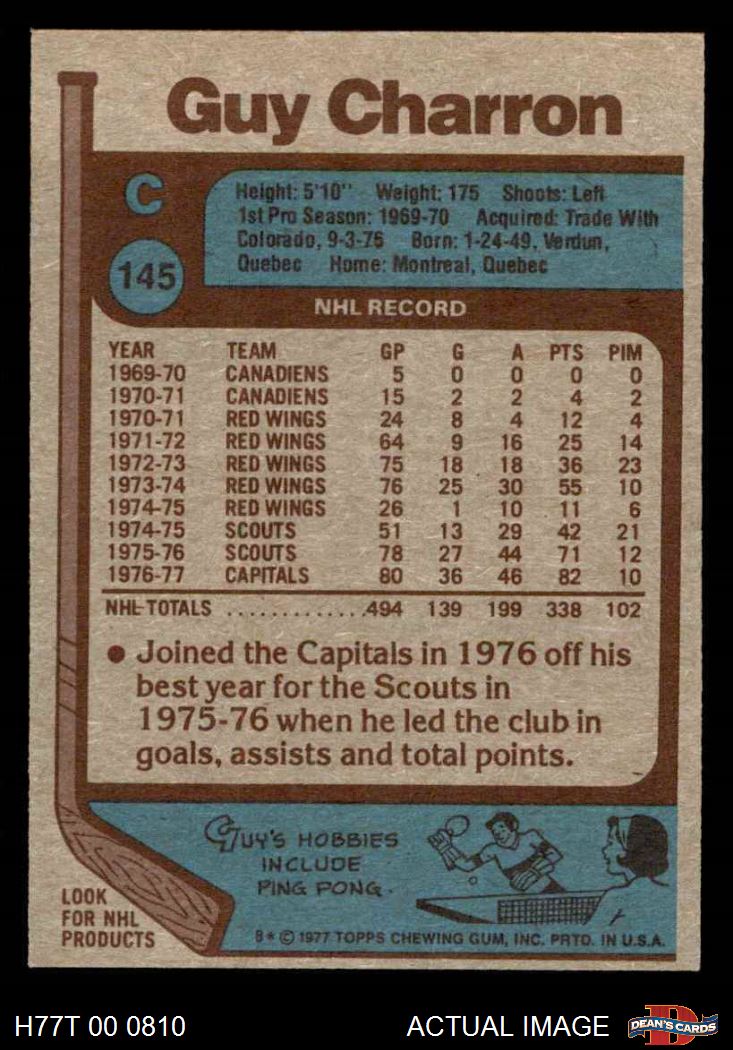 Guy Charron
C
145
Height: 5'10" Weight: 175 Shoots: Left
1st Pro Season: 1969-70 Acquired: Trade With
Colorado, 9-3-76 Born: 1-24-49, Verdun,
Quebec Home: Montreal, Quebec
NHL RECORD
YEAR TEAM GP G A PTS PIM
1969-70 CANADIENS 5 0 0 0 0
1970-71 CANADIENS 15 2 2 4 2
1970-71 RED WINGS 24 8 4 12 4
1971-72 RED WINGS 64 9 16 25 14
1972-73 RED WINGS 75 18 18 36 23
1973-74 RED WINGS 76 25 30 55 10
1974-75 RED WINGS 26 1 10 11 6
1974-75 SCOUTS 51 13 29 42 21
1975-76 SCOUTS 78 27 44 71 12
1976-77 CAPITALS 80 36 46 82 10
NHL TOTALS .............494 139 199 338 102
• Joined the Capitals in 1976 off his
best year for the Scouts in
1975-76 when he led the club in
goals, assists and total points.
GUY'S HOBBIES
INCLUDE
PING PONG.
LOOK
FOR NHL
PRODUCTS
B* © 1977 TOPPS CHEWING GUM, INC. PRTD. IN U.S.A.
H77T 00 0810
ACTUAL IMAGE
D
DEAN'S CARDS